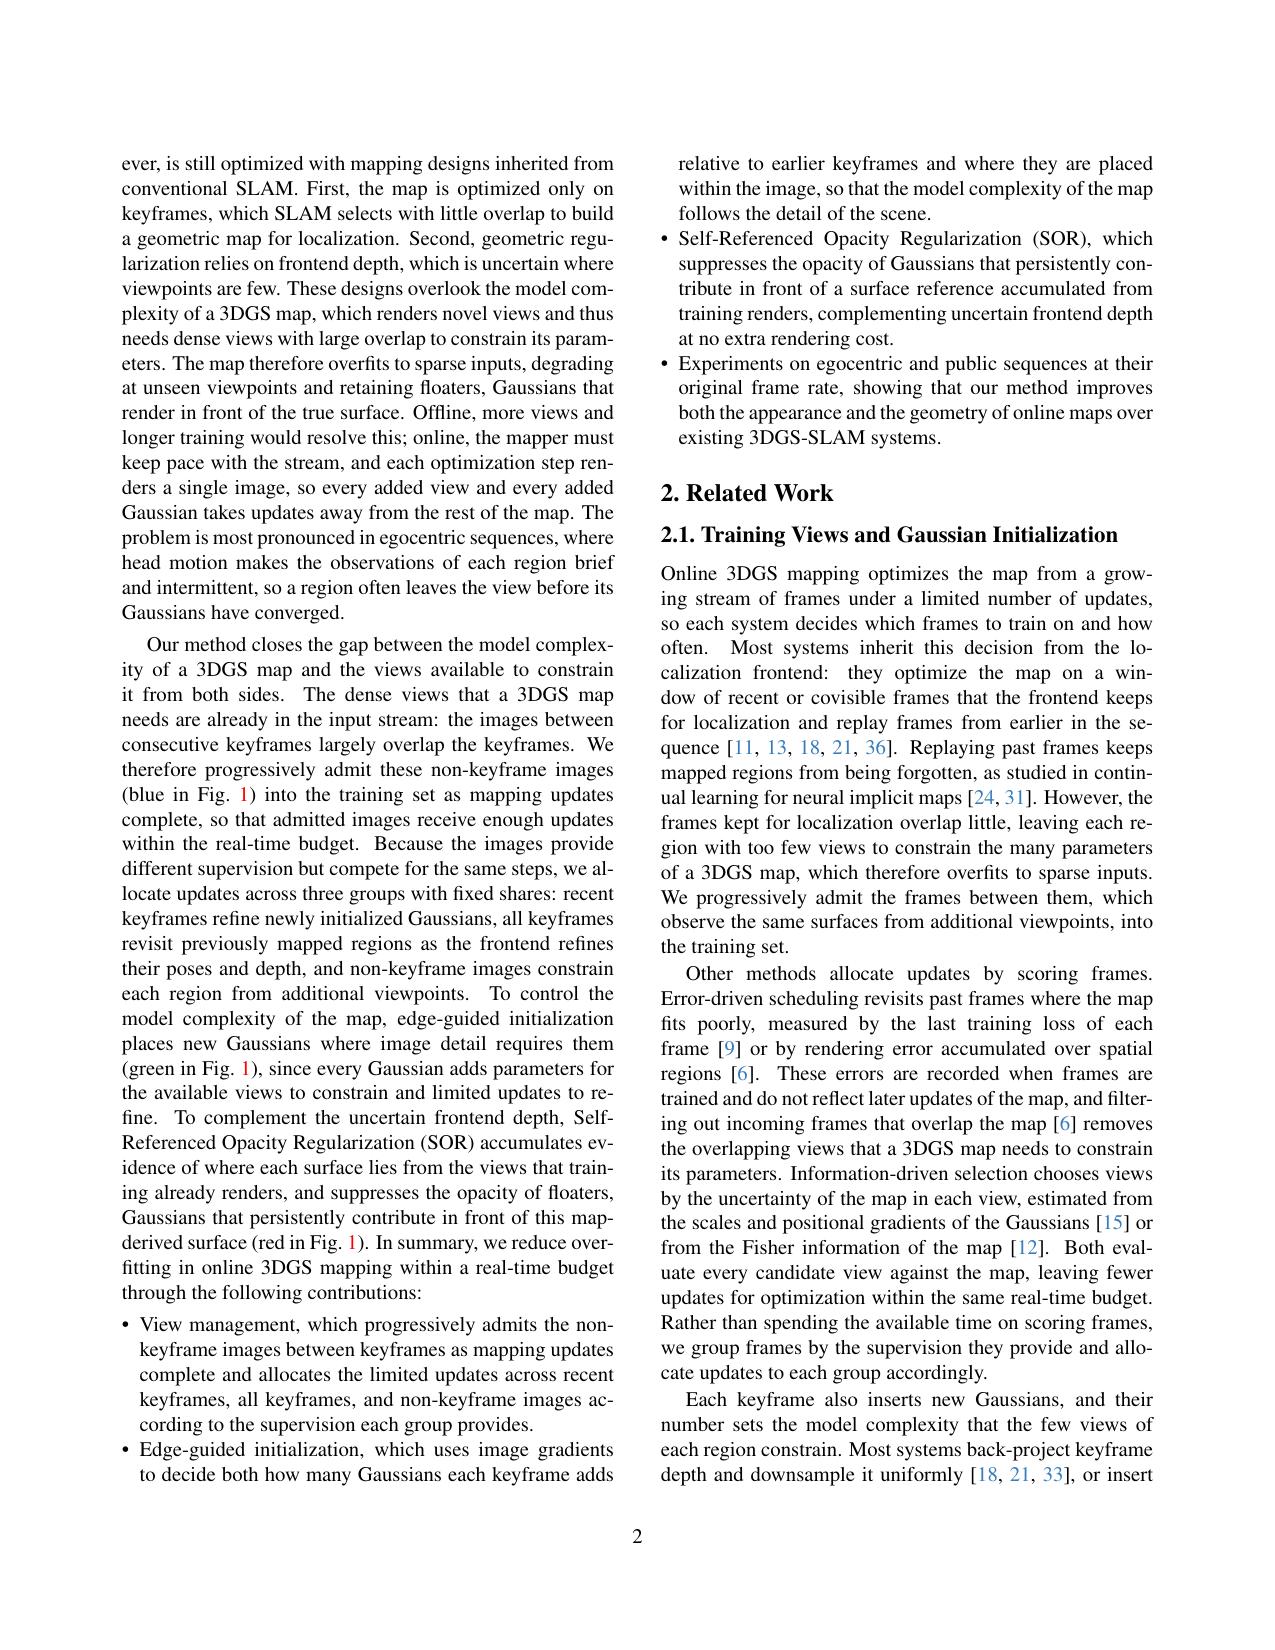 ever, is still optimized with mapping designs inherited from
conventional SLAM. First, the map is optimized only on
keyframes, which SLAM selects with little overlap to build
a geometric map for localization. Second, geometric regu-
larization relies on frontend depth, which is uncertain where
viewpoints are few. These designs overlook the model com-
plexity of a 3DGS map, which renders novel views and thus
needs dense views with large overlap to constrain its param-
eters. The map therefore overfits to sparse inputs, degrading
at unseen viewpoints and retaining floaters, Gaussians that
render in front of the true surface. Offline, more views and
longer training would resolve this; online, the mapper must
keep pace with the stream, and each optimization step ren-
ders a single image, so every added view and every added
Gaussian takes updates away from the rest of the map. The
problem is most pronounced in egocentric sequences, where
head motion makes the observations of each region brief
and intermittent, so a region often leaves the view before its
Gaussians have converged.
Our method closes the gap between the model complex-
ity of a 3DGS map and the views available to constrain
it from both sides. The dense views that a 3DGS map
needs are already in the input stream: the images between
consecutive keyframes largely overlap the keyframes. We
therefore progressively admit these non-keyframe images
(blue in Fig. 1) into the training set as mapping updates
complete, so that admitted images receive enough updates
within the real-time budget. Because the images provide
different supervision but compete for the same steps, we al-
locate updates across three groups with fixed shares: recent
keyframes refine newly initialized Gaussians, all keyframes
revisit previously mapped regions as the frontend refines
their poses and depth, and non-keyframe images constrain
each region from additional viewpoints. To control the
model complexity of the map, edge-guided initialization
places new Gaussians where image detail requires them
(green in Fig. 1), since every Gaussian adds parameters for
the available views to constrain and limited updates to re-
fine. To complement the uncertain frontend depth, Self-
Referenced Opacity Regularization (SOR) accumulates ev-
idence of where each surface lies from the views that train-
ing already renders, and suppresses the opacity of floaters,
Gaussians that persistently contribute in front of this map-
derived surface (red in Fig. 1). In summary, we reduce over-
fitting in online 3DGS mapping within a real-time budget
through the following contributions:
• View management, which progressively admits the non-
keyframe images between keyframes as mapping updates
complete and allocates the limited updates across recent
keyframes, all keyframes, and non-keyframe images ac-
cording to the supervision each group provides.
• Edge-guided initialization, which uses image gradients
to decide both how many Gaussians each keyframe adds
relative to earlier keyframes and where they are placed
within the image, so that the model complexity of the map
follows the detail of the scene.
• Self-Referenced Opacity Regularization (SOR), which
suppresses the opacity of Gaussians that persistently con-
tribute in front of a surface reference accumulated from
training renders, complementing uncertain frontend depth
at no extra rendering cost.
• Experiments on egocentric and public sequences at their
original frame rate, showing that our method improves
both the appearance and the geometry of online maps over
existing 3DGS-SLAM systems.
2. Related Work
2.1. Training Views and Gaussian Initialization
Online 3DGS mapping optimizes the map from a grow-
ing stream of frames under a limited number of updates,
so each system decides which frames to train on and how
often. Most systems inherit this decision from the lo-
calization frontend: they optimize the map on a win-
dow of recent or covisible frames that the frontend keeps
for localization and replay frames from earlier in the se-
quence [11, 13, 18, 21, 36]. Replaying past frames keeps
mapped regions from being forgotten, as studied in contin-
ual learning for neural implicit maps [24, 31]. However, the
frames kept for localization overlap little, leaving each re-
gion with too few views to constrain the many parameters
of a 3DGS map, which therefore overfits to sparse inputs.
We progressively admit the frames between them, which
observe the same surfaces from additional viewpoints, into
the training set.
Other methods allocate updates by scoring frames.
Error-driven scheduling revisits past frames where the map
fits poorly, measured by the last training loss of each
frame [9] or by rendering error accumulated over spatial
regions [6]. These errors are recorded when frames are
trained and do not reflect later updates of the map, and filter-
ing out incoming frames that overlap the map [6] removes
the overlapping views that a 3DGS map needs to constrain
its parameters. Information-driven selection chooses views
by the uncertainty of the map in each view, estimated from
the scales and positional gradients of the Gaussians [15] or
from the Fisher information of the map [12]. Both eval-
uate every candidate view against the map, leaving fewer
updates for optimization within the same real-time budget.
Rather than spending the available time on scoring frames,
we group frames by the supervision they provide and allo-
cate updates to each group accordingly.
Each keyframe also inserts new Gaussians, and their
number sets the model complexity that the few views of
each region constrain. Most systems back-project keyframe
depth and downsample it uniformly [18, 21, 33], or insert
2